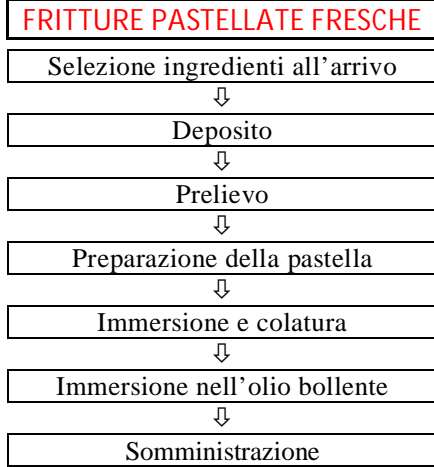 FRITTURE PASTELLATE FRESCHE
Selezione ingredienti all’arrivo
⇩
Deposito
⇩
Prelievo
⇩
Preparazione della pastella
⇩
Immersione e colatura
⇩
Immersione nell’olio bollente
⇩
Somministrazione